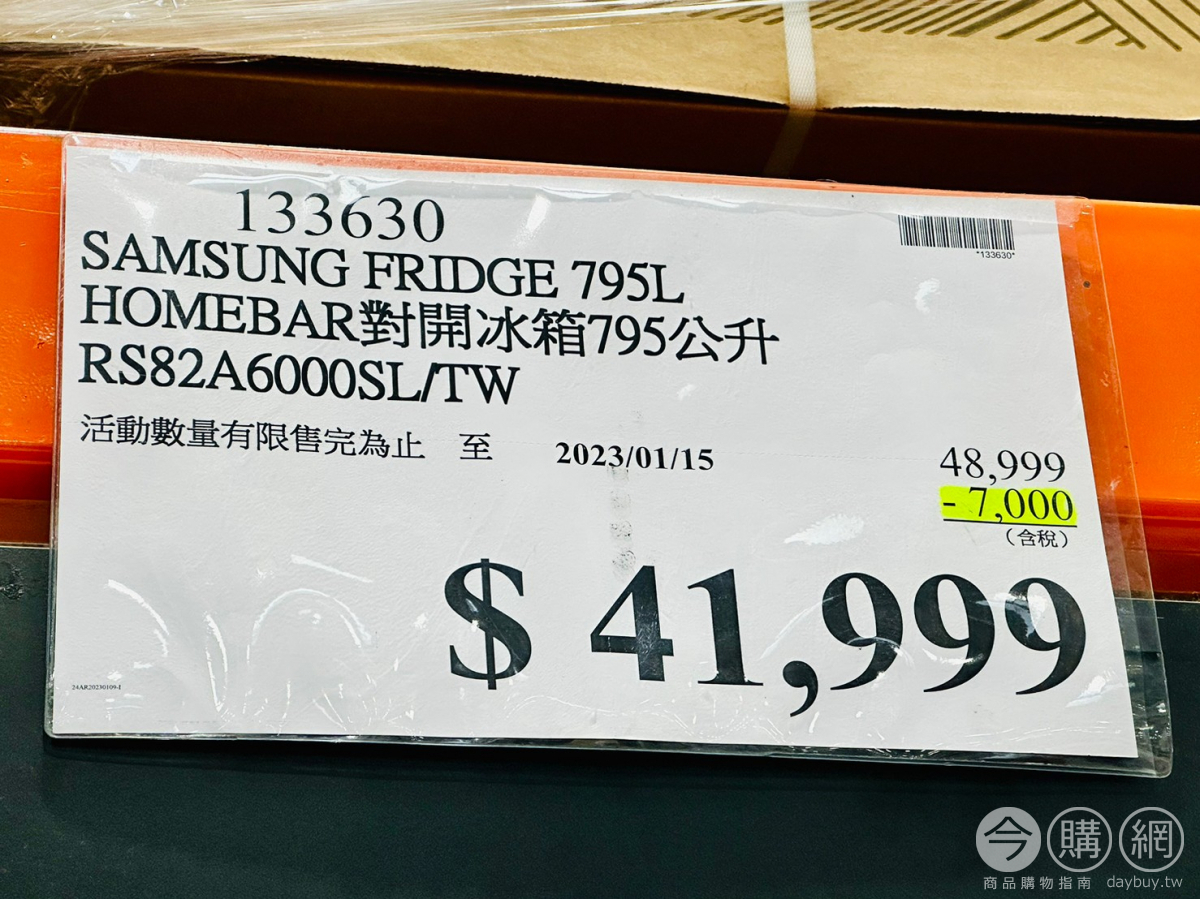 133630
*133630*
SAMSUNG FRIDGE 795L
HOMEBAR對開冰箱795公升
RS82A6000SL/TW
活動數量有限售完為止 至 2023/01/15
48,999
- 7,000
(含稅)
$ 41,999
24AR20230109-I
今購網
商品購物指南 daybuy.tw